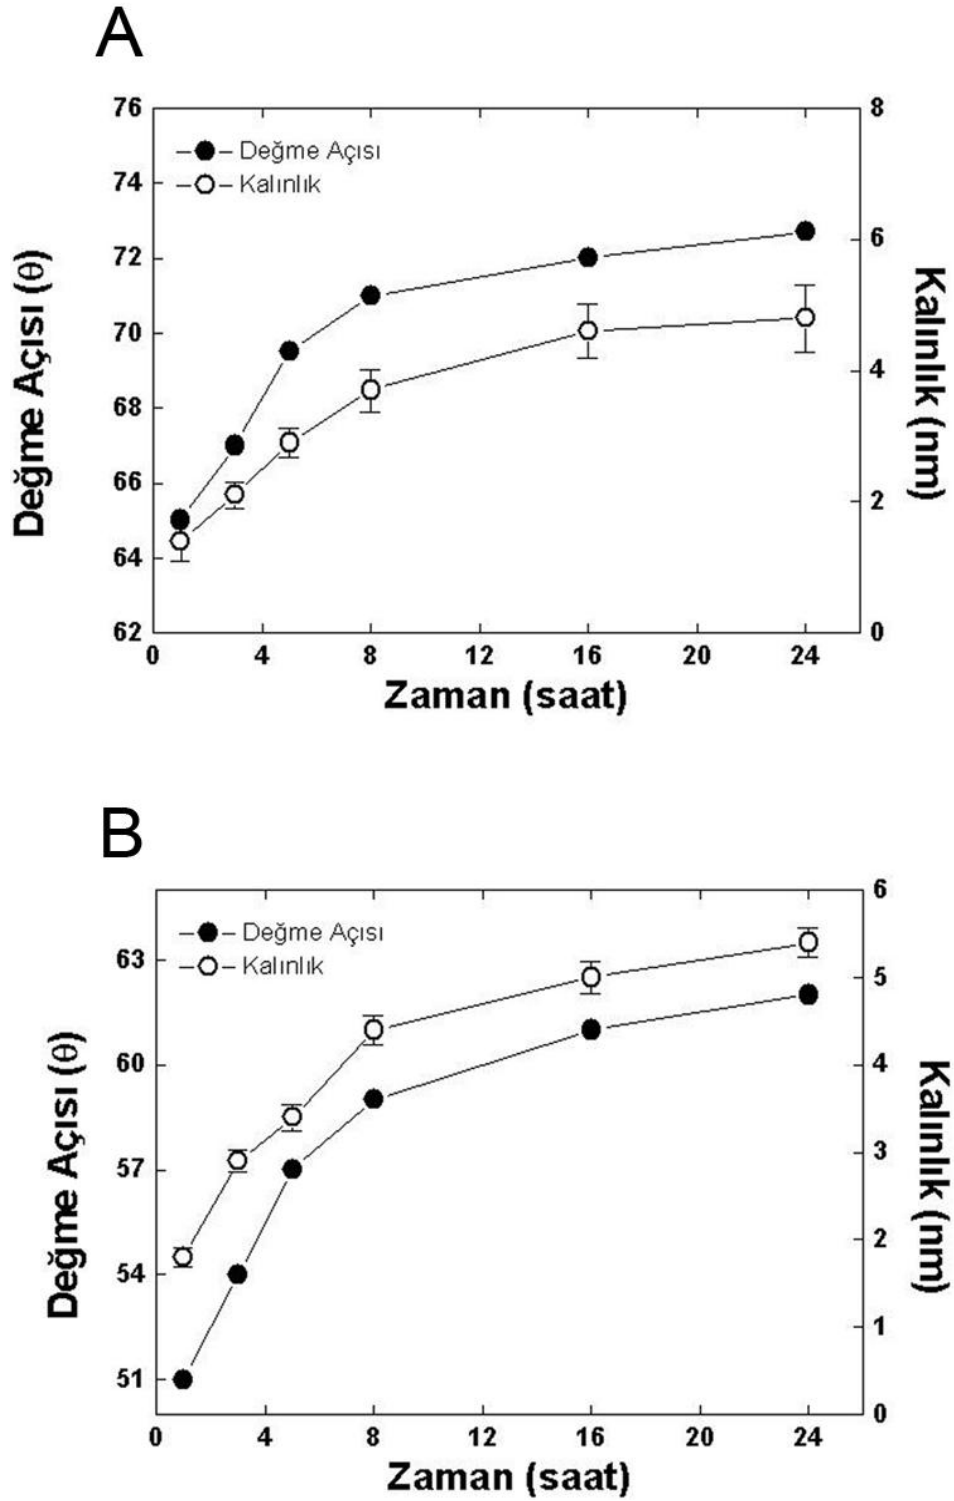 A
76
74
72
70
68
66
64
62
8
6
4
2
0
Değme Açısı
Kalınlık
Değme Açısı (θ)
Kalınlık (nm)
0 4 8 12 16 20 24
Zaman (saat)
B
63
60
57
54
51
6
5
4
3
2
1
0
Değme Açısı
Kalınlık
Değme Açısı (θ)
Kalınlık (nm)
0 4 8 12 16 20 24
Zaman (saat)